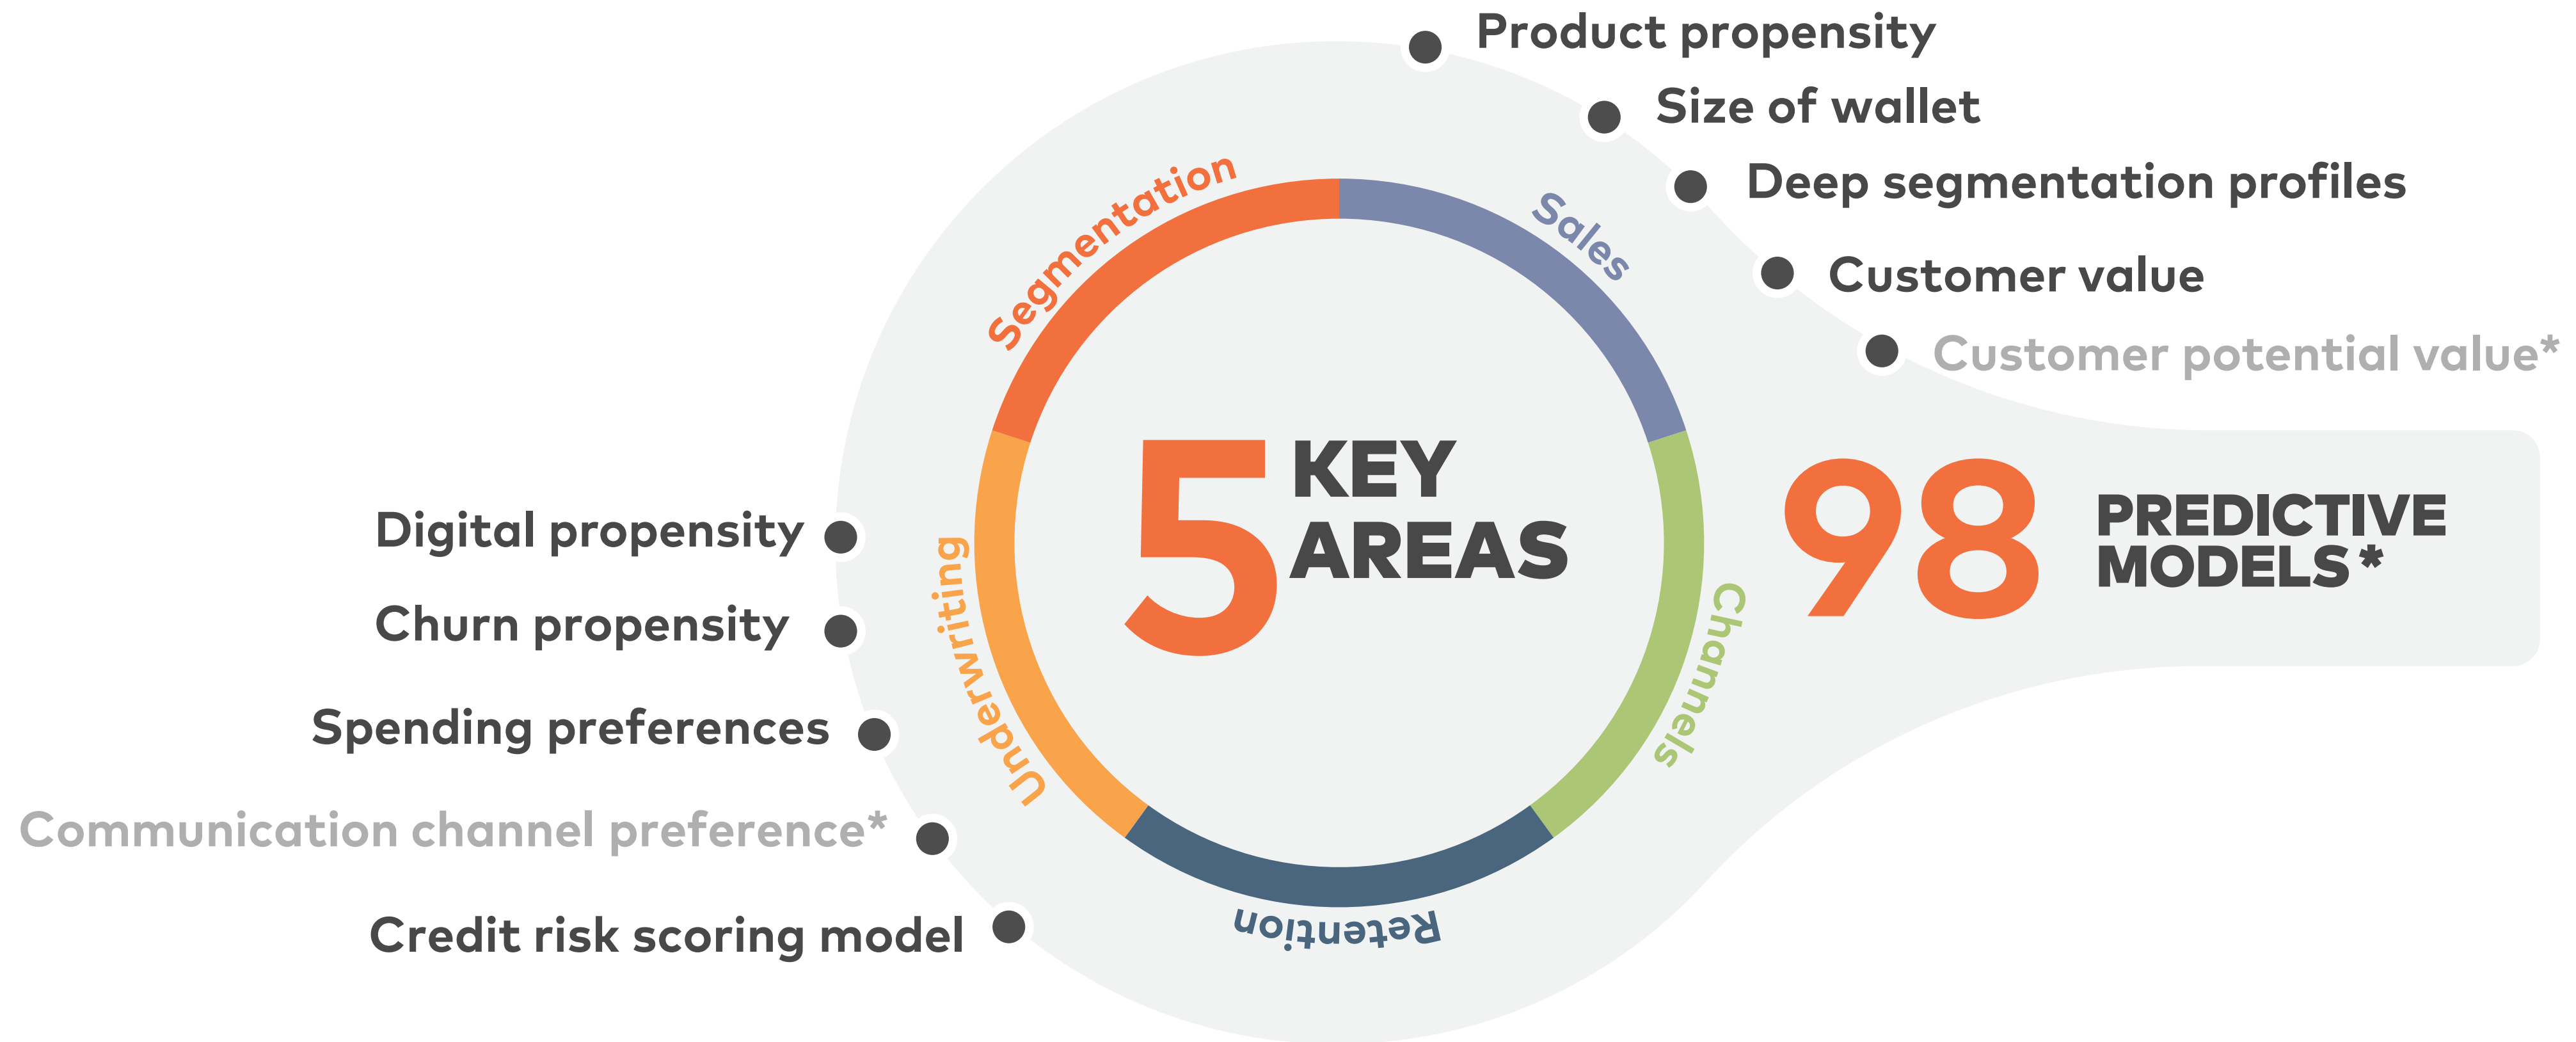 Product propensity
Size of wallet
Deep segmentation profiles
Customer value
Customer potential value*
Segmentation
Sales
Channels
Retention
Underwriting
5 KEY
AREAS
98 PREDICTIVE
MODELS*
Digital propensity
Churn propensity
Spending preferences
Communication channel preference*
Credit risk scoring model